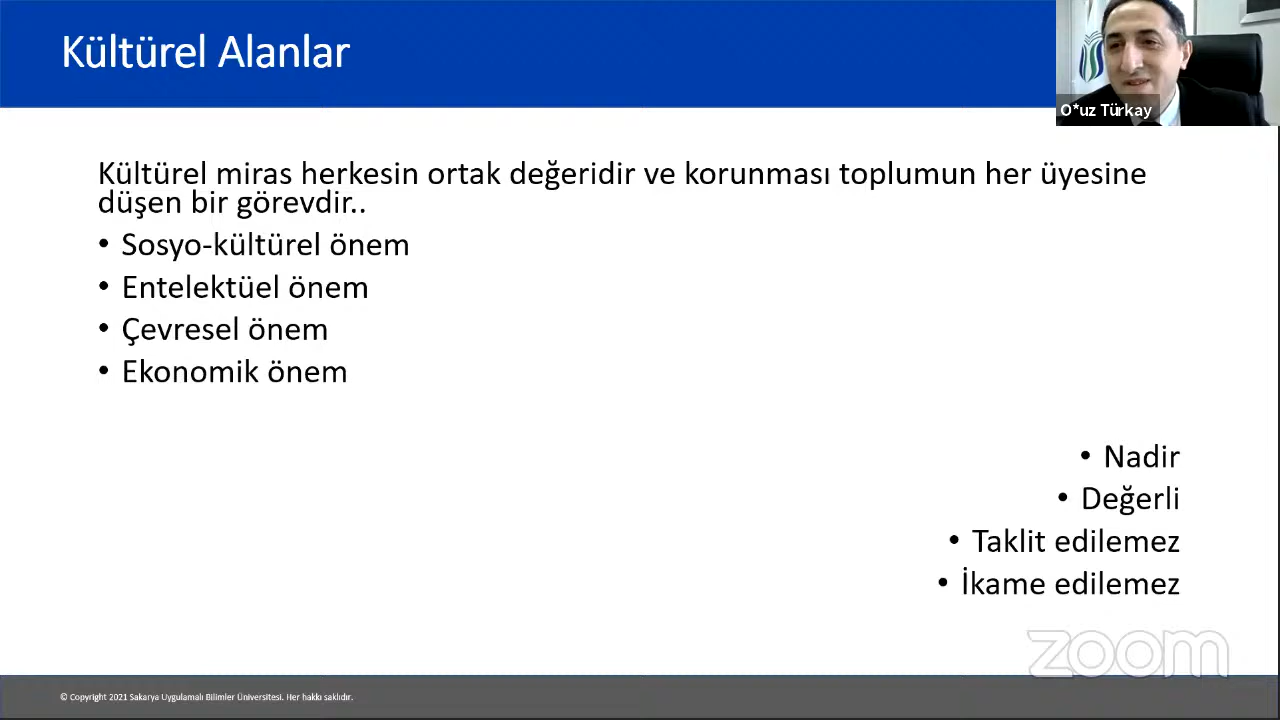 Kültürel Alanlar
O*uz Türkay
Kültürel miras herkesin ortak değeridir ve korunması toplumun her üyesine
düşen bir görevdir..
• Sosyo-kültürel önem
• Entelektüel önem
• Çevresel önem
• Ekonomik önem
• Nadir
• Değerli
• Taklit edilemez
• İkame edilemez
zoom
© Copyright 2021 Sakarya Uygulamalı Bilimler Üniversitesi. Her hakkı saklıdır.